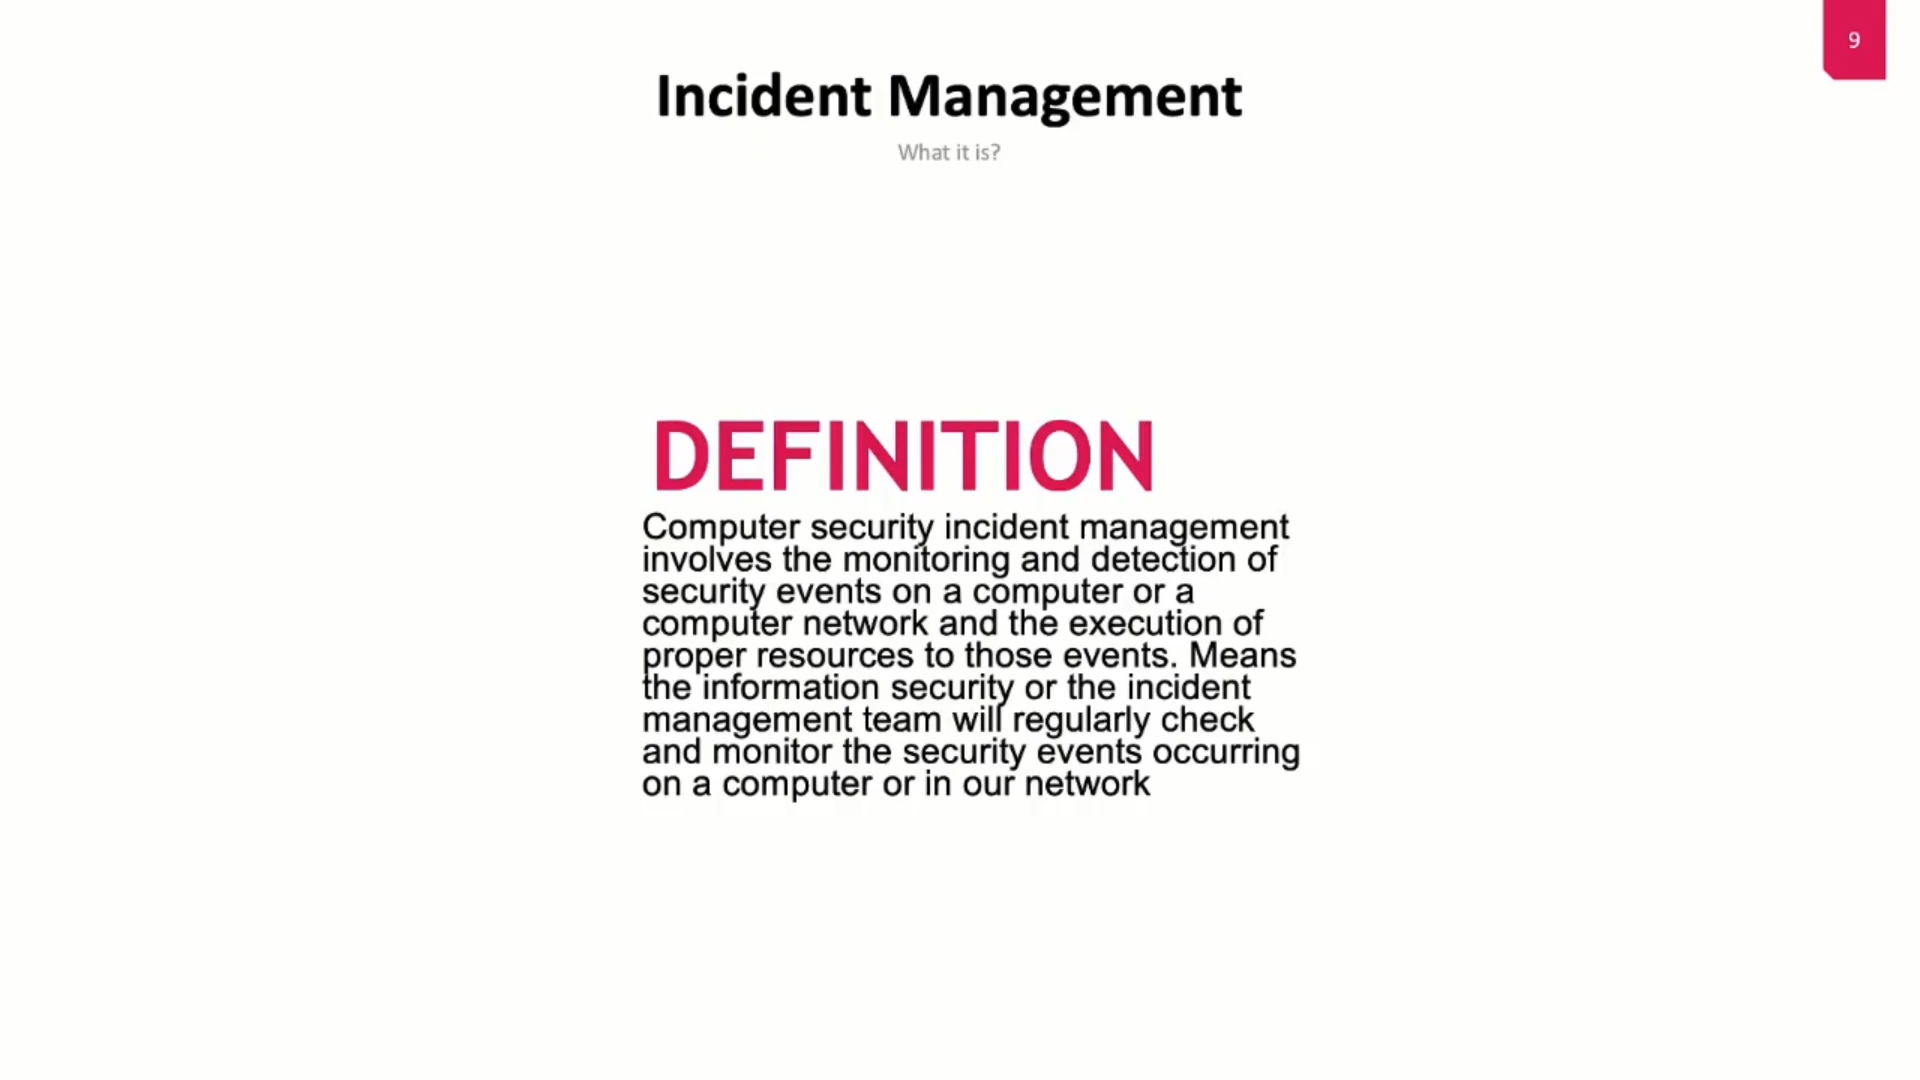 9
Incident Management
What it is?
DEFINITION
Computer security incident management
involves the monitoring and detection of
security events on a computer or a
computer network and the execution of
proper resources to those events. Means
the information security or the incident
management team will regularly check
and monitor the security events occurring
on a computer or in our network